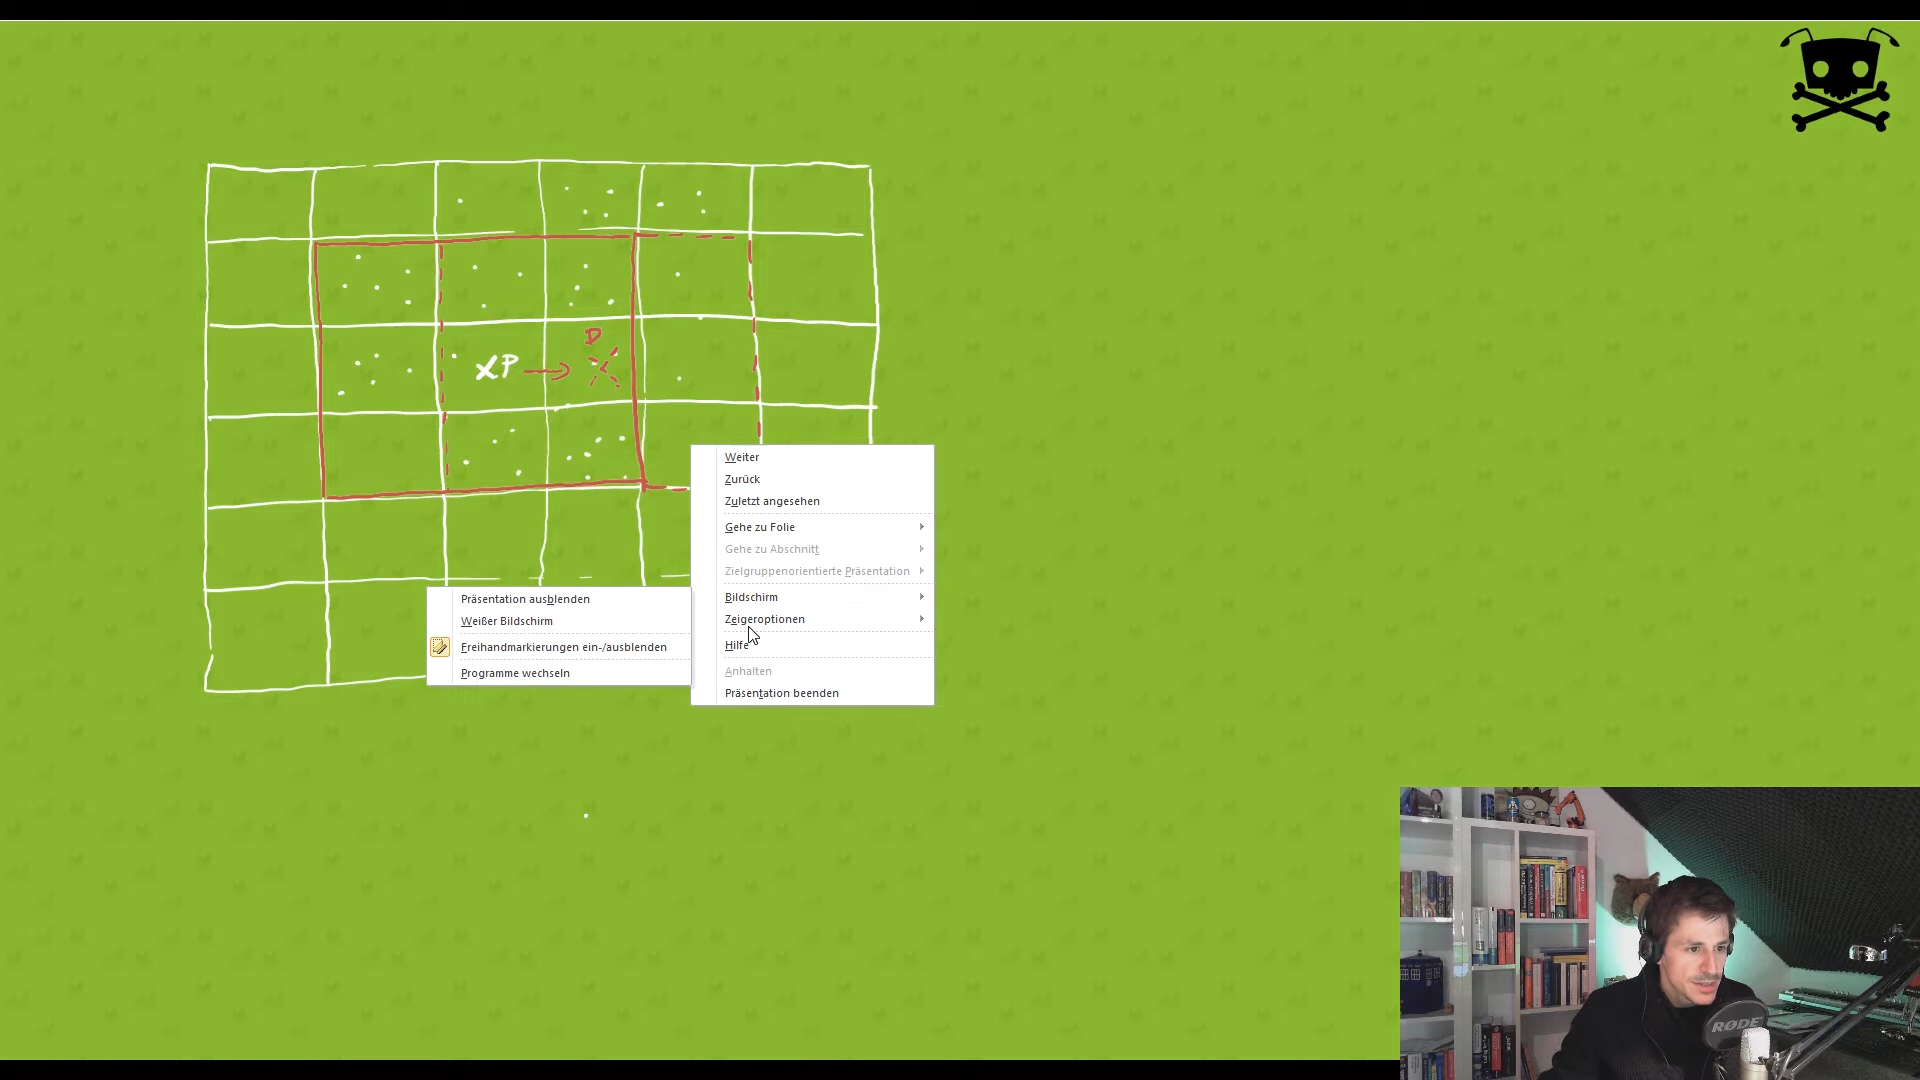 P
XP
Weiter
Zurück
Zuletzt angesehen
Gehe zu Folie
Gehe zu Abschnitt
Zielgruppenorientierte Präsentation
Bildschirm
Zeigeroptionen
Hilfe
Anhalten
Präsentation beenden
Präsentation ausblenden
Weißer Bildschirm
Freihandmarkierungen ein-/ausblenden
Programme wechseln
RØDE